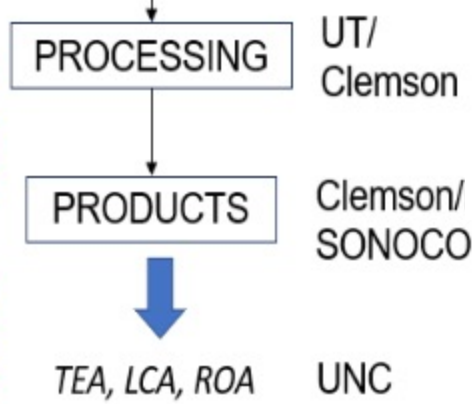 PROCESSING
UT/
Clemson
PRODUCTS
Clemson/
SONOCO
TEA, LCA, ROA
UNC